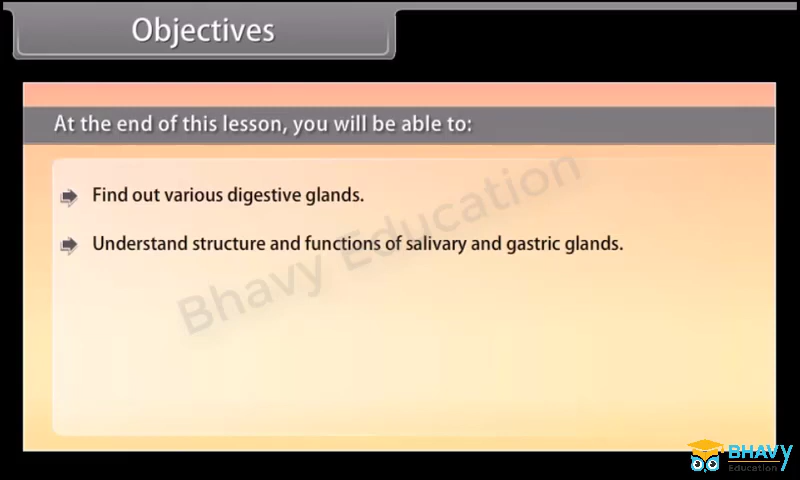 Objectives
At the end of this lesson, you will be able to:
Find out various digestive glands.
Understand structure and functions of salivary and gastric glands.
Bhavy Education
BHAVY
Education